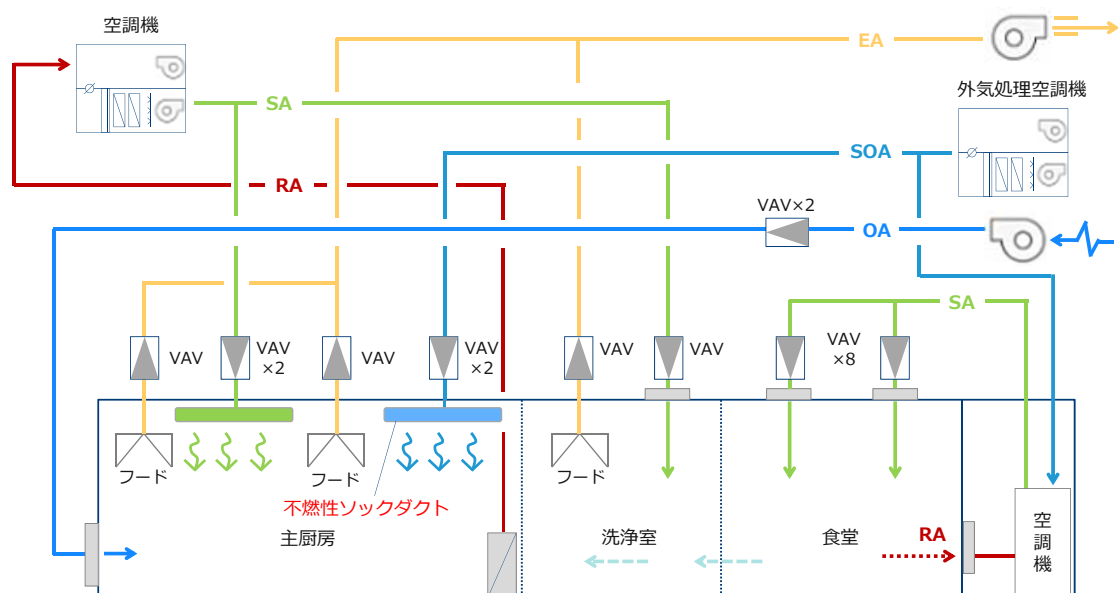 空調機
EA
SA
外気処理空調機
SOA
RA
VAV×2
OA
SA
VAV
VAV
×2
VAV
VAV
×2
VAV
VAV
VAV
×8
フード
フード
フード
不燃性ソックダクト
主厨房
洗浄室
食堂
RA
空調機